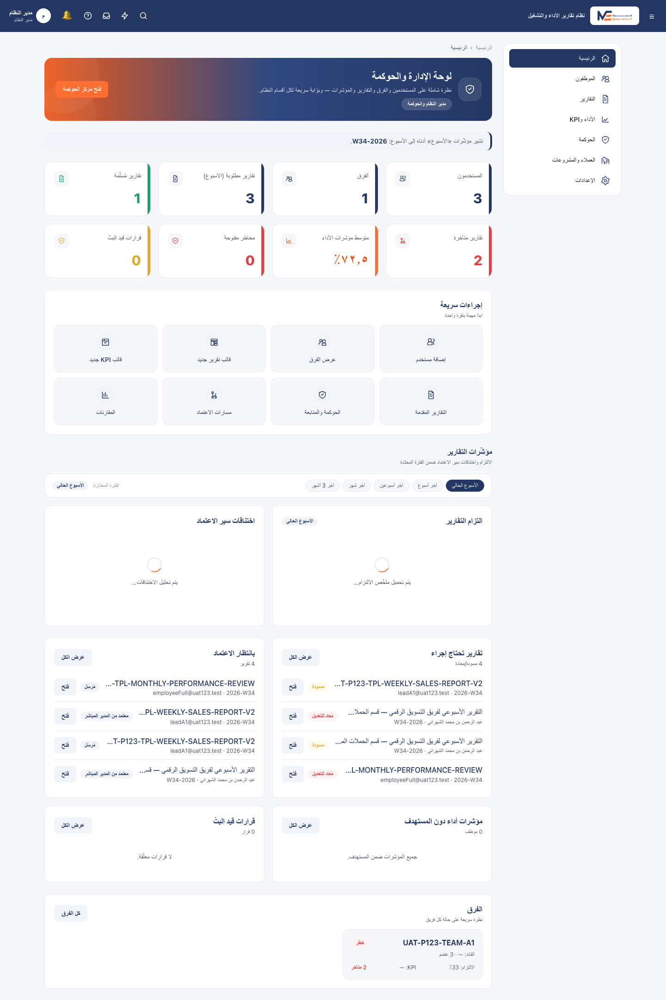 خبراء
التسويق
نظام تقارير الأداء والتشغيل
م
مدير النظام
مدير النظام
الرئيسية
الموظفون
التقارير
الأداء وKPI
الحوكمة
العملاء والمشروعات
الإعدادات
الرئيسية › الرئيسية
لوحة الإدارة والحوكمة
نظرة شاملة على المستخدمين والفرق والتقارير والمؤشرات — وبوّابة سريعة لكل أقسام النظام.
مدير النظام والحوكمة
فتح مركز الحوكمة
تشير مؤشّرات «الأسبوع» أدناه إلى الأسبوع: 2026-W34.
المستخدمون
3
الفرق
1
تقارير مطلوبة (الأسبوع)
3
تقارير مُسلّمة
1
تقارير متأخرة
2
متوسط مؤشرات الأداء
٧٢٫٥٪
مخاطر مفتوحة
0
قرارات قيد البتّ
0
إجراءات سريعة
ابدأ مهمة بنقرة واحدة
إضافة مستخدم
عرض الفرق
قالب تقرير جديد
قالب KPI جديد
التقارير المقدمة
الحوكمة والمتابعة
مسارات الاعتماد
المقارنات
مؤشّرات التقارير
الالتزام واختناقات سير الاعتماد ضمن الفترة المحدّدة
الأسبوع الحالي
آخر أسبوع
آخر أسبوعين
آخر شهر
آخر 3 أشهر
الفترة المختارة: الأسبوع الحالي
التزام التقارير
الأسبوع الحالي
يتم تحميل ملخّص الالتزام...
اختناقات سير الاعتماد
يتم تحليل الاختناقات...
تقارير تحتاج إجراء
4 مسودة/معادة
عرض الكل
...T-P123-TPL-WEEKLY-SALES-REPORT-V2
leadA1@uat123.test · 2026-W34
مسودة
فتح
التقرير الأسبوعي لفريق التسويق الرقمي — قسم الحملا...
عبد الرحمن بن محمد الشهراني · 2026-W34
مُعاد للتعديل
فتح
التقرير الأسبوعي لفريق التسويق الرقمي — قسم الحملات الم...
عبد الرحمن بن محمد الشهراني · 2026-W34
مسودة
فتح
...L-MONTHLY-PERFORMANCE-REVIEW
employeeFull@uat123.test · 2026-W34
مُعاد للتعديل
فتح
بانتظار الاعتماد
4 تقرير
عرض الكل
...-TPL-MONTHLY-PERFORMANCE-REVIEW
employeeFull@uat123.test · 2026-W34
مُرسَل
فتح
...PL-WEEKLY-SALES-REPORT-V2
leadA1@uat123.test · 2026-W34
معتمد من المدير المباشر
فتح
...T-P123-TPL-WEEKLY-SALES-REPORT-V2
leadA1@uat123.test · 2026-W34
مُرسَل
فتح
التقرير الأسبوعي لفريق التسويق الرقمي — قس...
عبد الرحمن بن محمد الشهراني · 2026-W34
معتمد من المدير المباشر
فتح
مؤشرات أداء دون المستهدف
0 موظف
عرض الكل
جميع المؤشرات ضمن المستهدف.
قرارات قيد البتّ
0 قرار
عرض الكل
لا قرارات معلّقة.
الفرق
نظرة سريعة على حالة كل فريق
كل الفرق
UAT-P123-TEAM-A1
خطر
القائد: — · 3 عضو
الالتزام: 33٪
KPI: —
2 متأخر